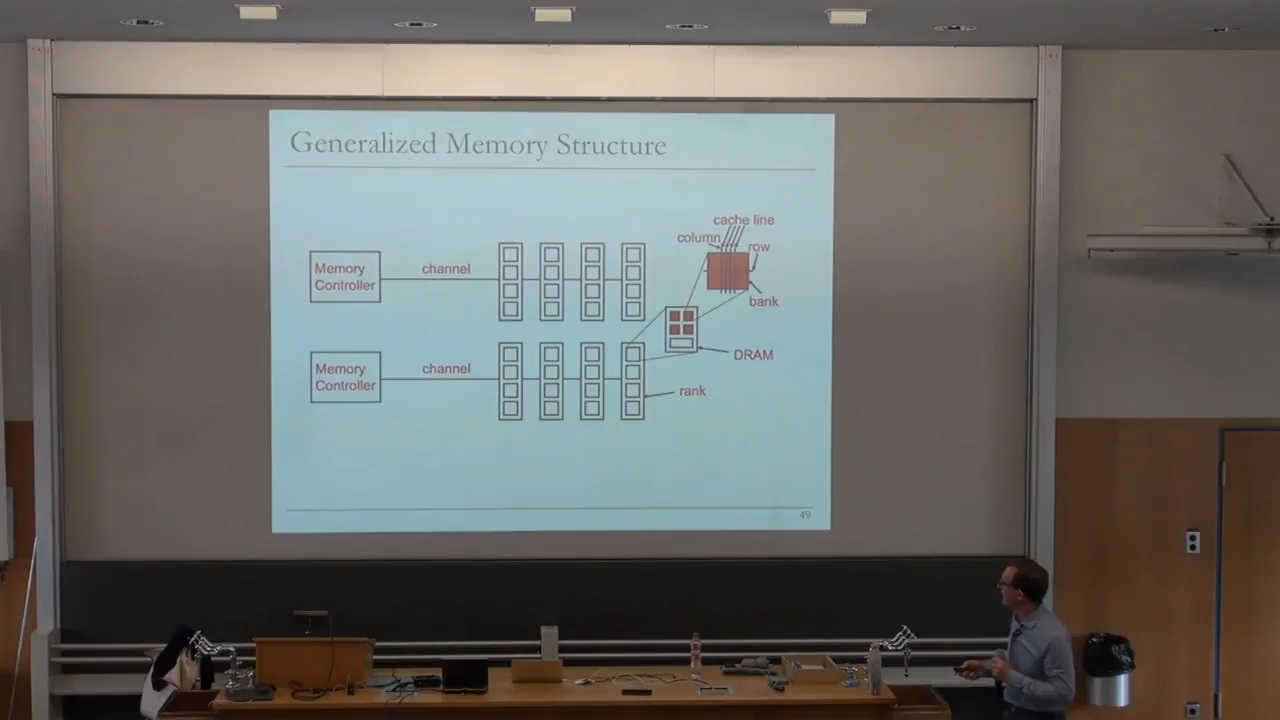 Generalized Memory Structure
cache line
column
row
Memory
Controller
channel
bank
DRAM
Memory
Controller
channel
rank
49